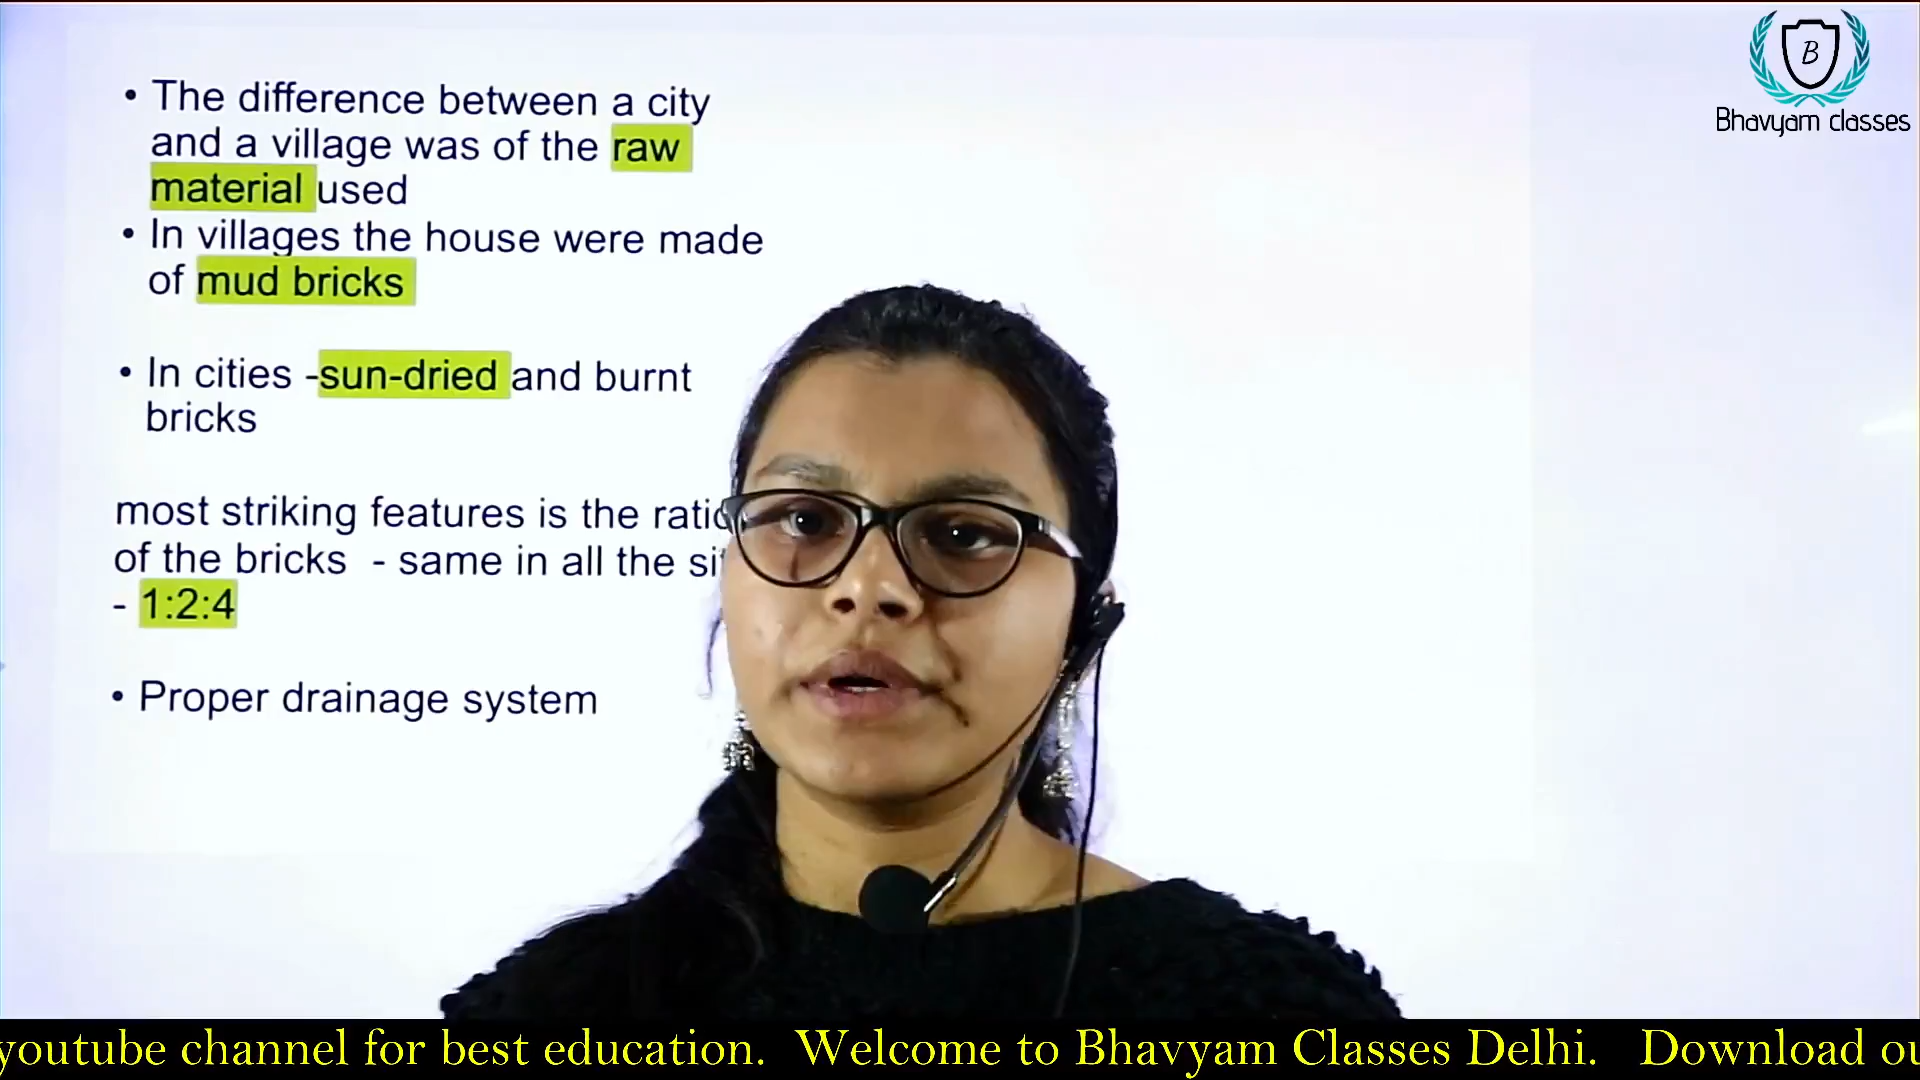 • The difference between a city
and a village was of the raw
material used
• In villages the house were made
of mud bricks
• In cities -sun-dried and burnt
bricks
most striking features is the
of the bricks - same in all the
- 1:2:4
• Proper drainage system
B
Bhavyam classes
youtube channel for best education. Welcome to Bhavyam Classes Delhi. Download